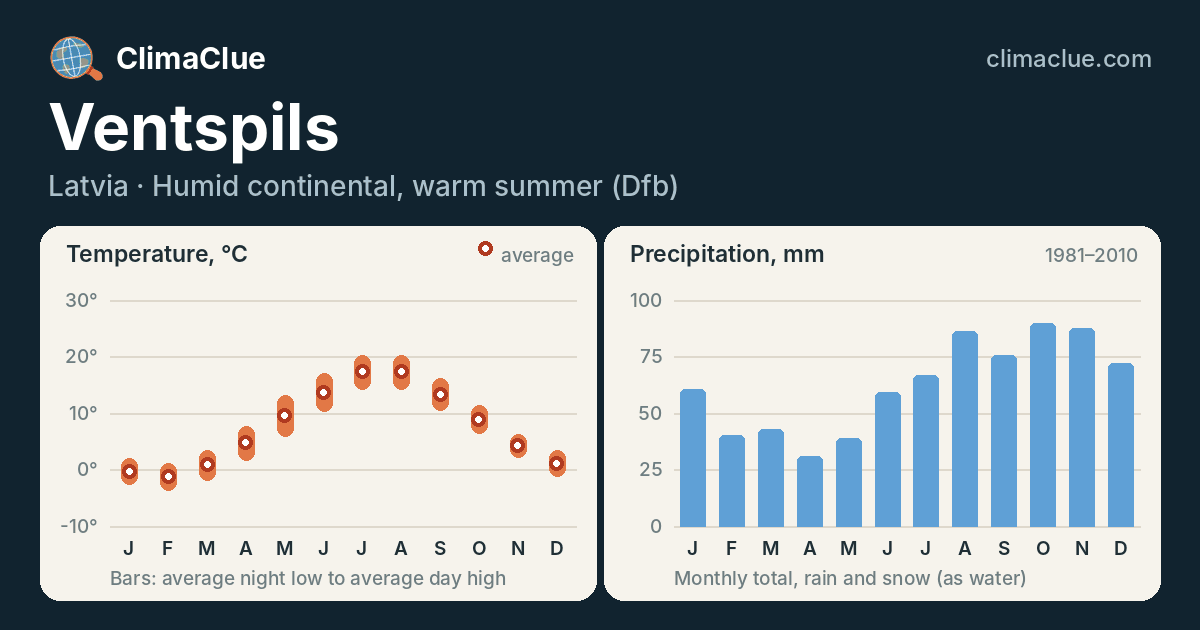 ClimaClue
climaclue.com
Ventspils
Latvia · Humid continental, warm summer (Dfb)
Temperature, °C
average
30°
20°
10°
0°
-10°
J F M A M J J A S O N D
Bars: average night low to average day high
Precipitation, mm
1981–2010
100
75
50
25
0
J F M A M J J A S O N D
Monthly total, rain and snow (as water)